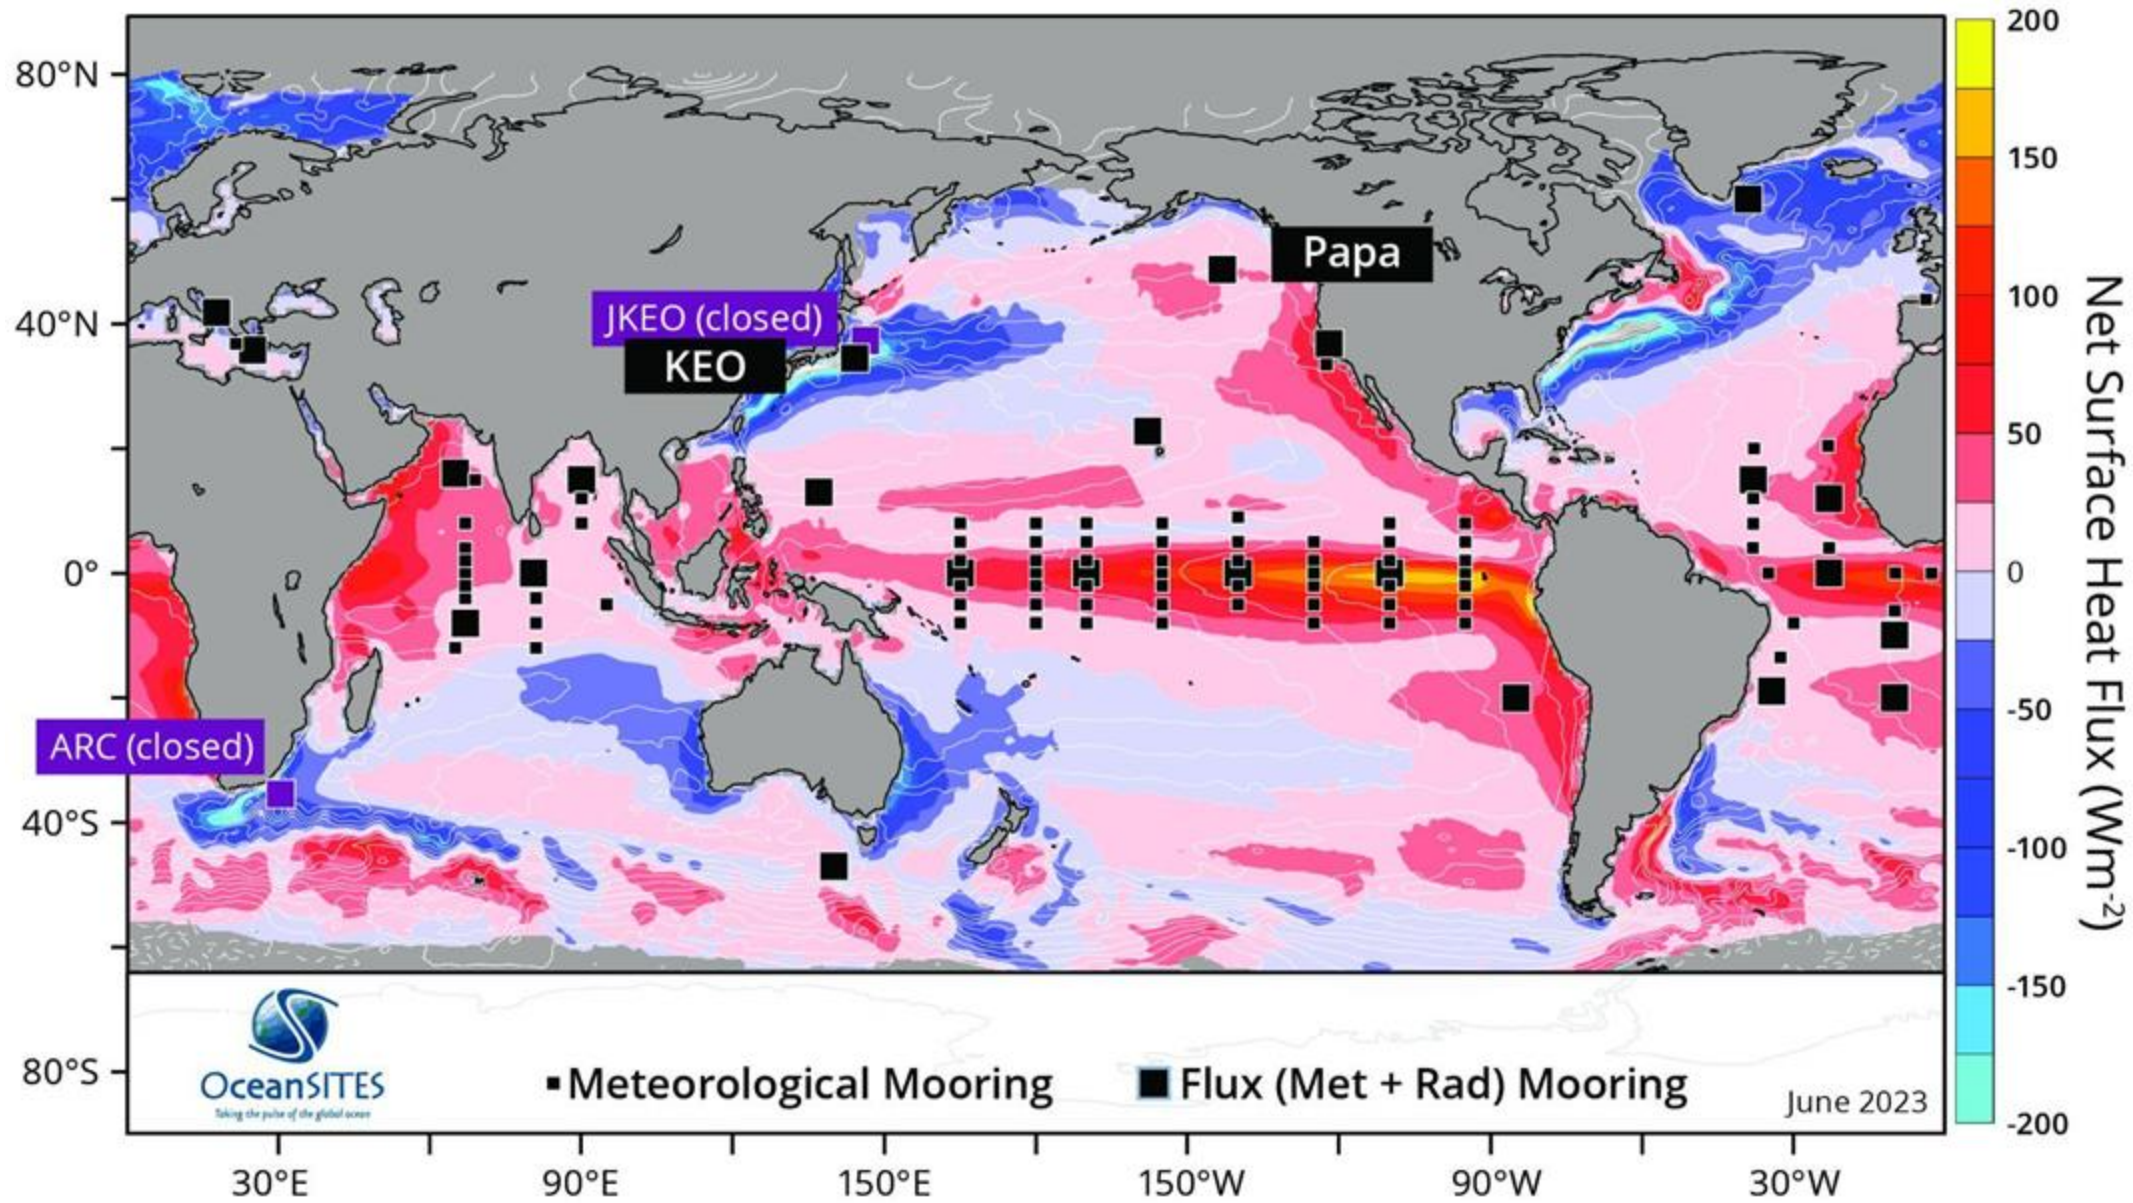 200
80°N
150
Papa
100
JKEO (closed)
40°N
KEO
50
0°
0
Net Surface Heat Flux (Wm-2)
-50
ARC (closed)
40°S
-100
-150
OceanSITES
Taking the pulse of the global ocean
80°S
Meteorological Mooring
Flux (Met + Rad) Mooring
June 2023
-200
30°E
90°E
150°E
150°W
90°W
30°W